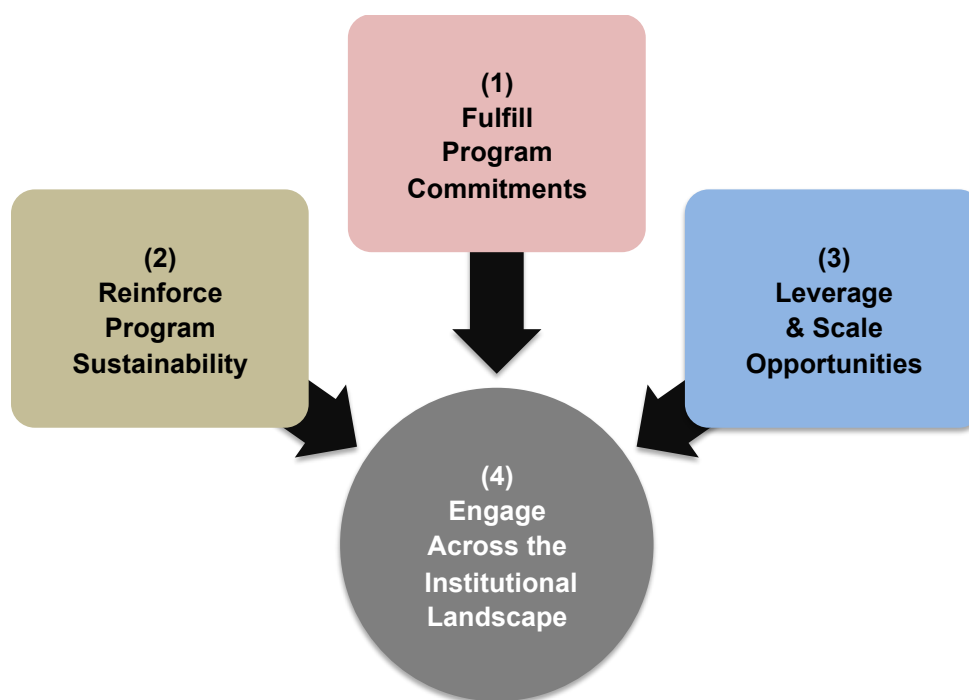 (1)
Fulfill
Program
Commitments
(2)
Reinforce
Program
Sustainability
(3)
Leverage
& Scale
Opportunities
(4)
Engage
Across the
Institutional
Landscape